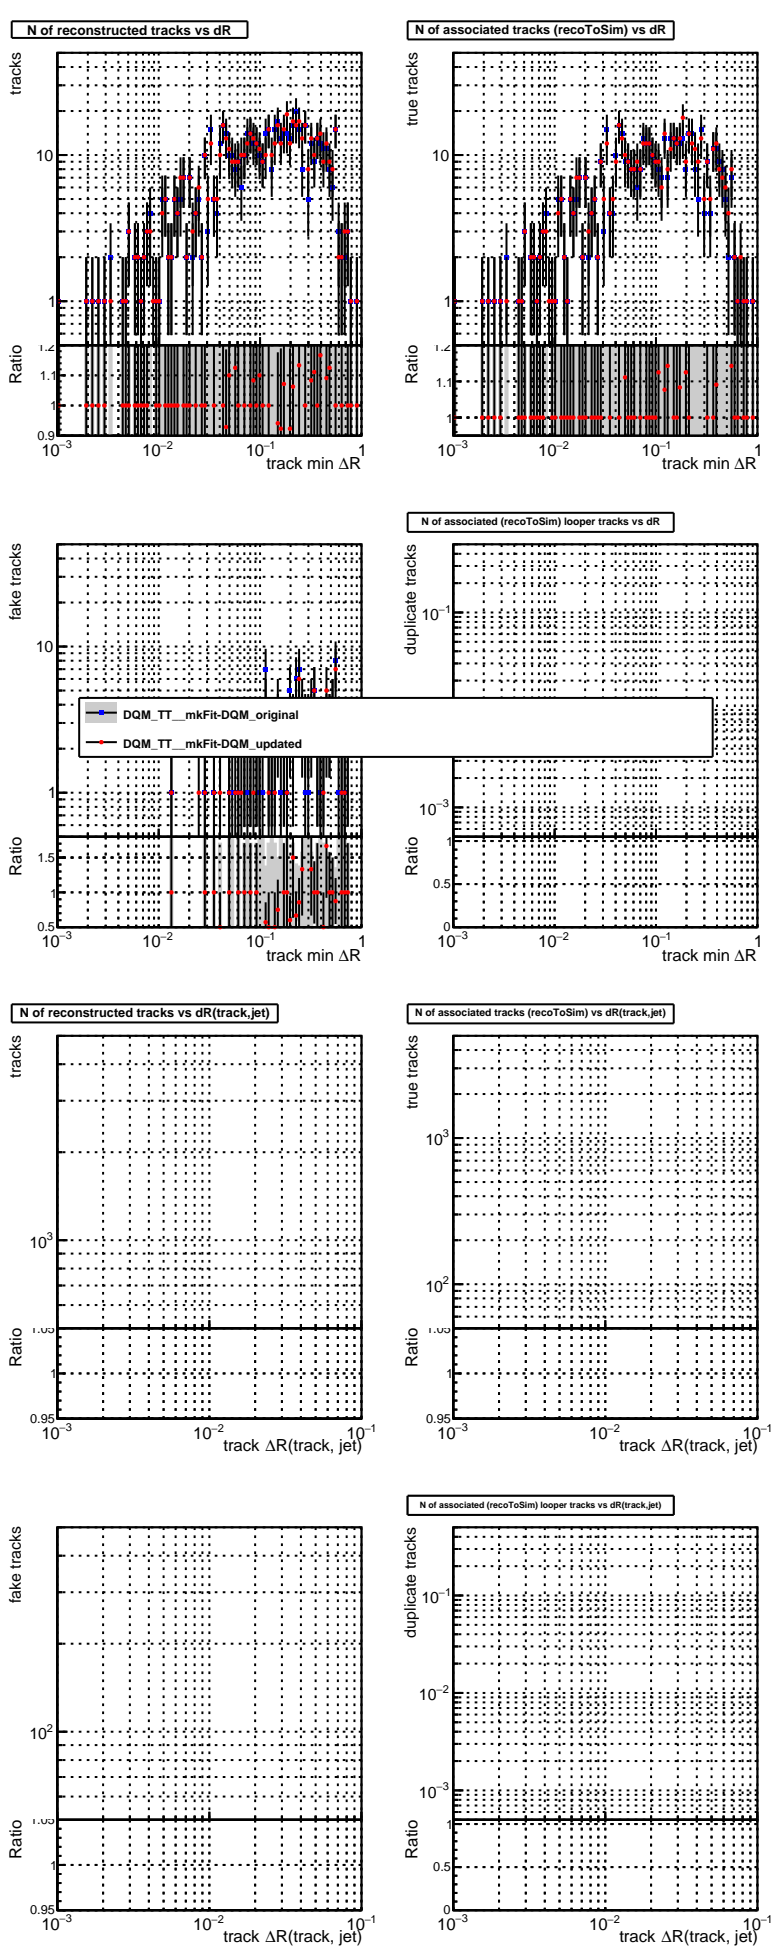 N of reconstructed tracks vs dR
tracks
10
1
Ratio
1.2
1.1
1
0.9
10−3
10−2
10−1
1
track min ΔR
N of associated tracks (recoToSim) vs dR
true tracks
10
1
Ratio
1.2
1.1
1
10−3
10−2
10−1
1
track min ΔR
fake tracks
10
1
Ratio
1.5
1
0.5
10−3
10−2
10−1
1
track min ΔR
N of associated (recoToSim) looper tracks vs dR
duplicate tracks
10−1
10−3
Ratio
1
0.5
0
10−3
10−2
10−1
1
track min ΔR
DQM_TT__mkFit-DQM_original
DQM_TT__mkFit-DQM_updated
N of reconstructed tracks vs dR(track,jet)
tracks
103
Ratio
1.05
1
0.95
10−3
10−2
10−1
track ΔR(track, jet)
N of associated tracks (recoToSim) vs dR(track,jet)
true tracks
103
102
Ratio
1.05
1
0.95
10−3
10−2
10−1
track ΔR(track, jet)
fake tracks
102
Ratio
1.05
1
0.95
10−3
10−2
10−1
track ΔR(track, jet)
N of associated (recoToSim) looper tracks vs dR(track,jet)
duplicate tracks
10−1
10−2
10−3
Ratio
1
0.5
0
10−3
10−2
10−1
track ΔR(track, jet)